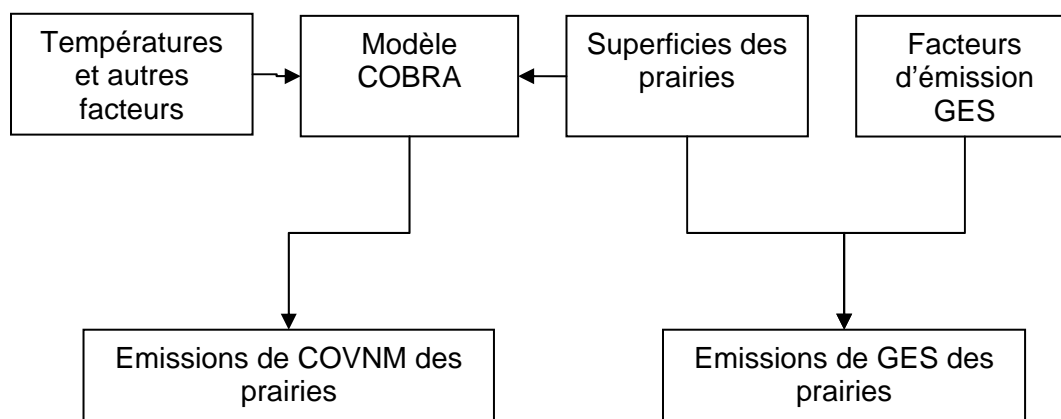 Températures
et autres
facteurs
Modèle
COBRA
Superficies des
prairies
Facteurs
d'émission
GES
Emissions de COVNM des
prairies
Emissions de GES des
prairies